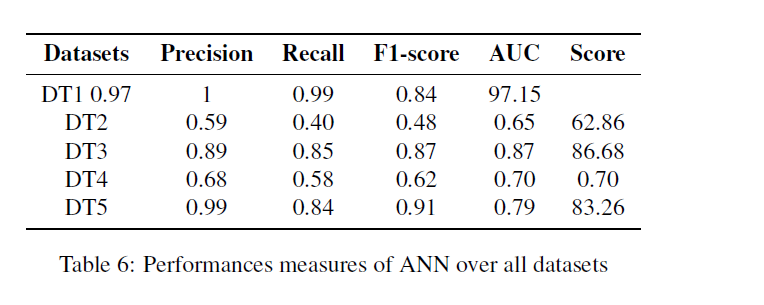 Datasets Precision Recall F1-score AUC Score
DT1 0.97 1 0.99 0.84 97.15
DT2 0.59 0.40 0.48 0.65 62.86
DT3 0.89 0.85 0.87 0.87 86.68
DT4 0.68 0.58 0.62 0.70 0.70
DT5 0.99 0.84 0.91 0.79 83.26
Table 6: Performances measures of ANN over all datasets